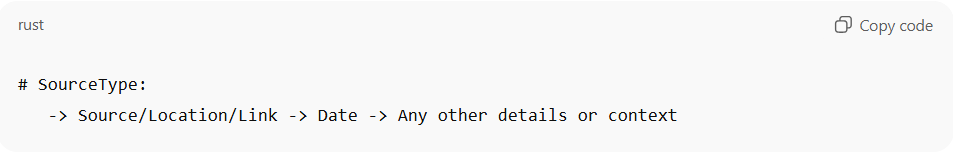 rust
Copy code
# SourceType:
-> Source/Location/Link -> Date -> Any other details or context